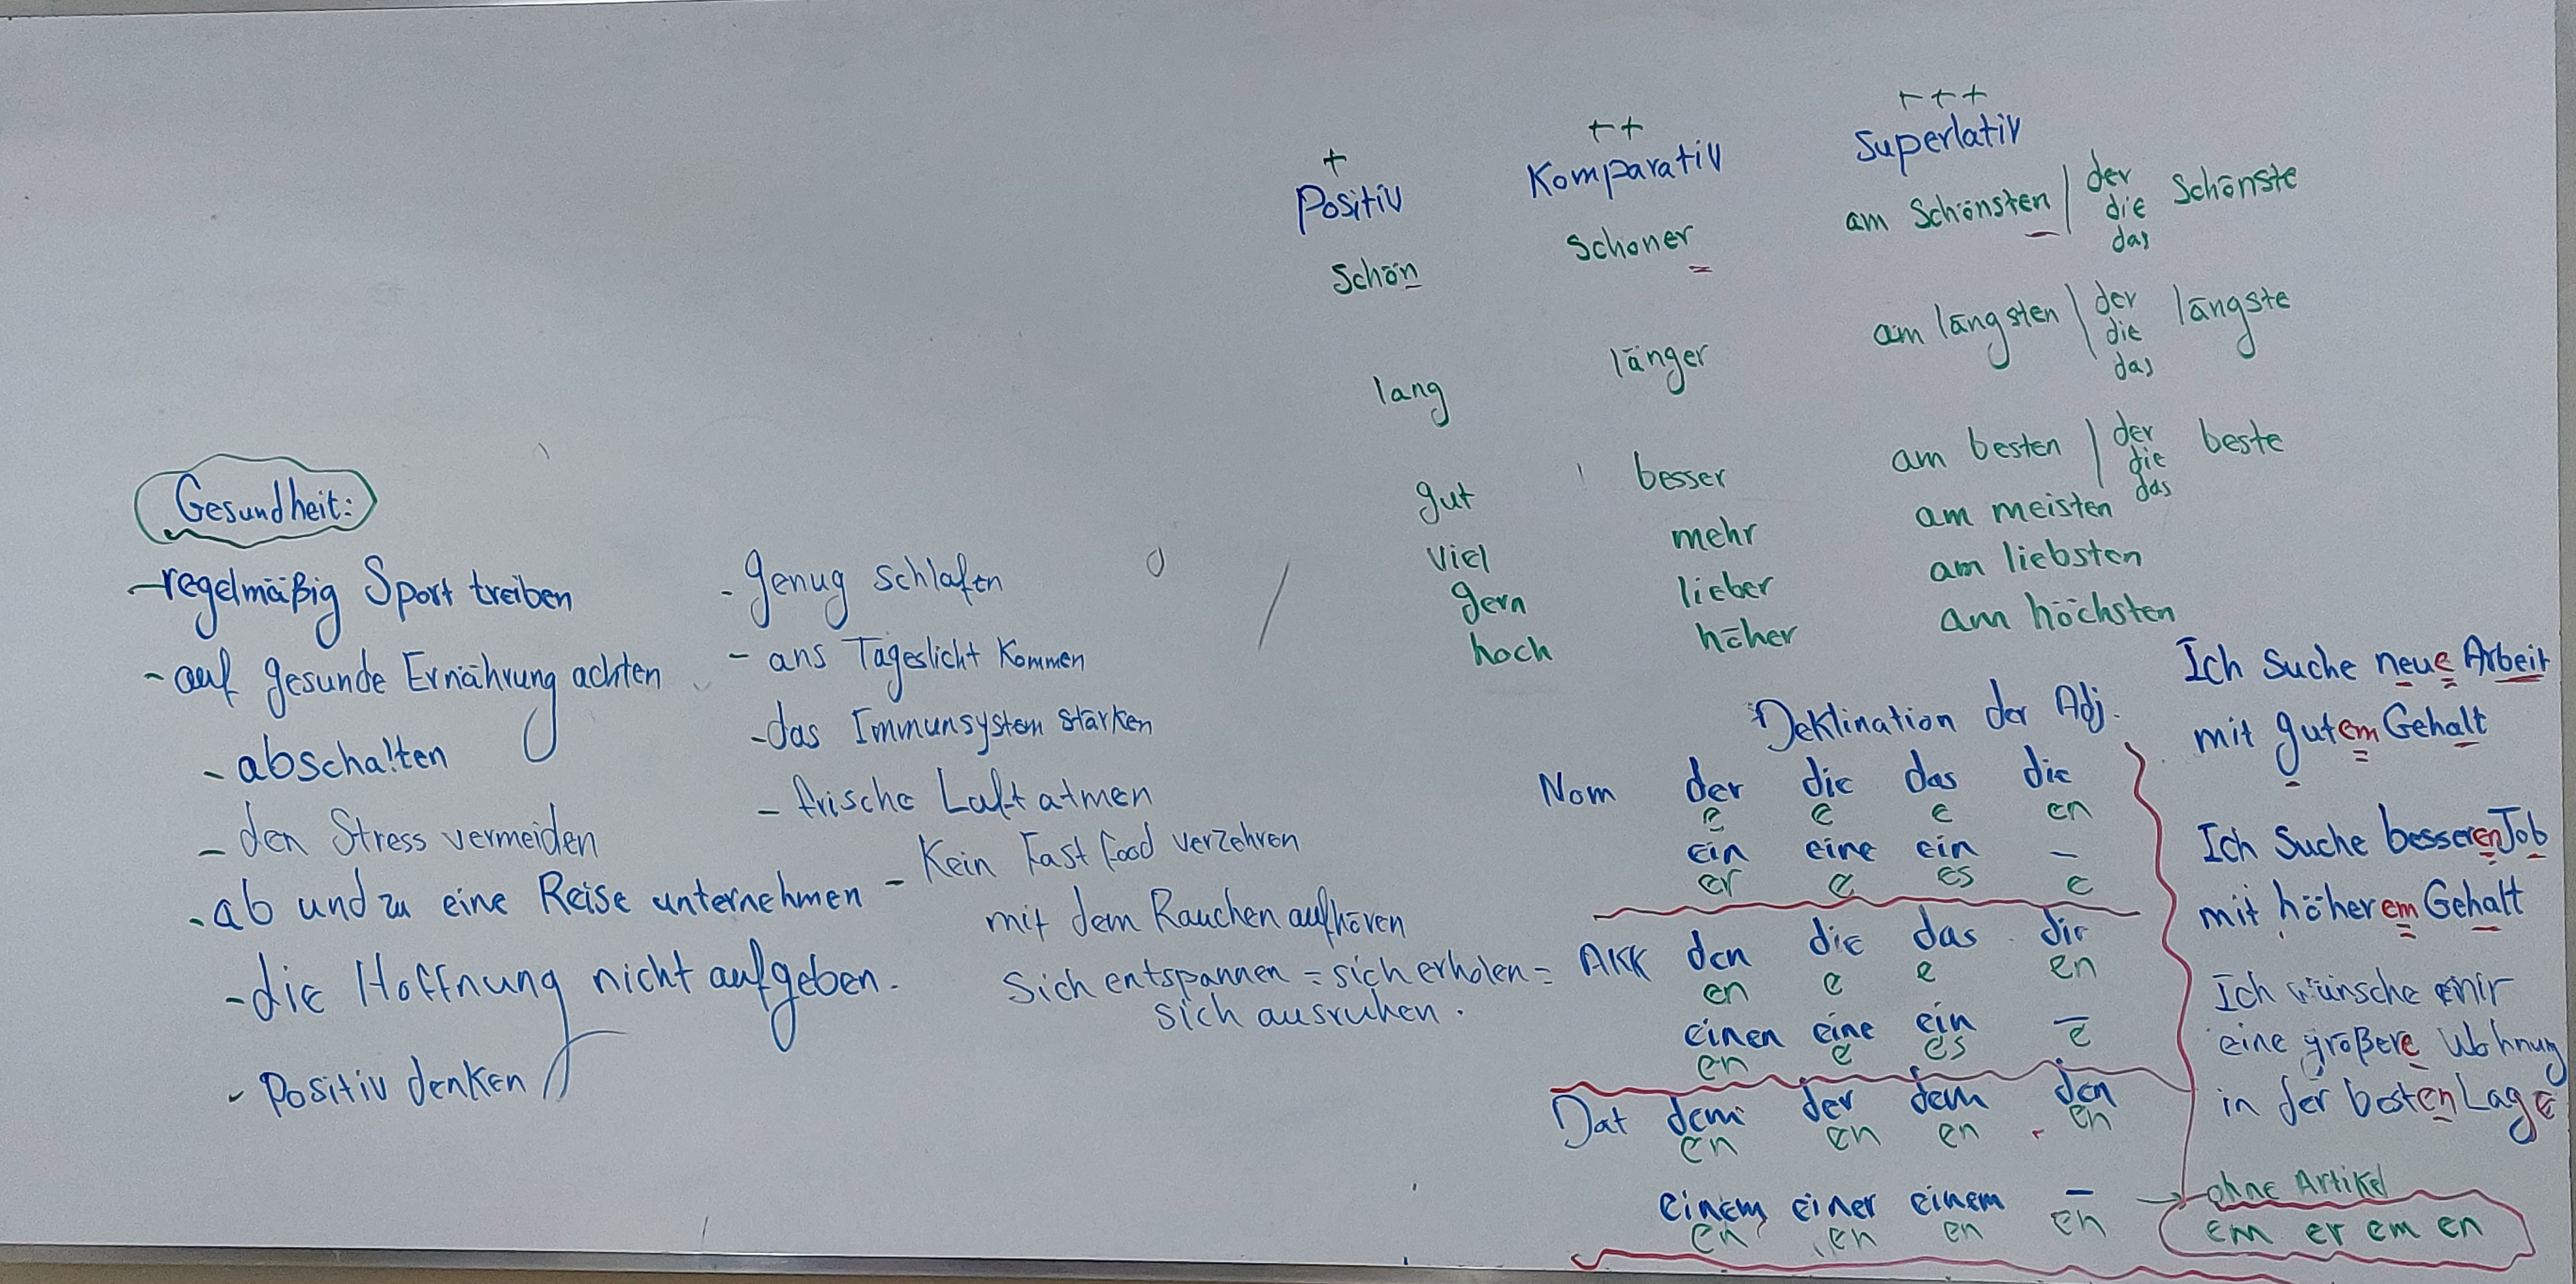 Gesundheit:
-regelmäßig Sport treiben
- auf gesunde Ernährung achten
- abschalten
- den Stress vermeiden
- ab und zu eine Reise unternehmen
- die Hoffnung nicht aufgeben.
- Positiv denken
- genug schlafen
- ans Tageslicht kommen
- das Immunsystem stärken
- frische Luft atmen
- Kein Fast food verzehren
mit dem Rauchen aufhören
Sich entspannen = sich erholen =
sich ausruhen.
+ ++ +++
Positiv Komparativ Superlativ
Schön Schöner am Schönsten | der die das Schönste
lang länger am längsten | der die das längste
gut besser am besten | der die das beste
viel mehr am meisten
gern lieber am liebsten
hoch höher am höchsten
Deklination der Adj.
Nom der die das die
e e e en
ein eine ein –
er e es e
AKK den die das die
en e e en
einen eine ein –
en e es e
Dat dem der dem den
en en en en
einem einer einem –
en en en en
Ich Suche neue Arbeit
mit gutem Gehalt
Ich Suche besseren Job
mit höherem Gehalt
Ich wünsche mir
eine größere Wohnung
in der besten Lage
→ ohne Artikel
em er em en